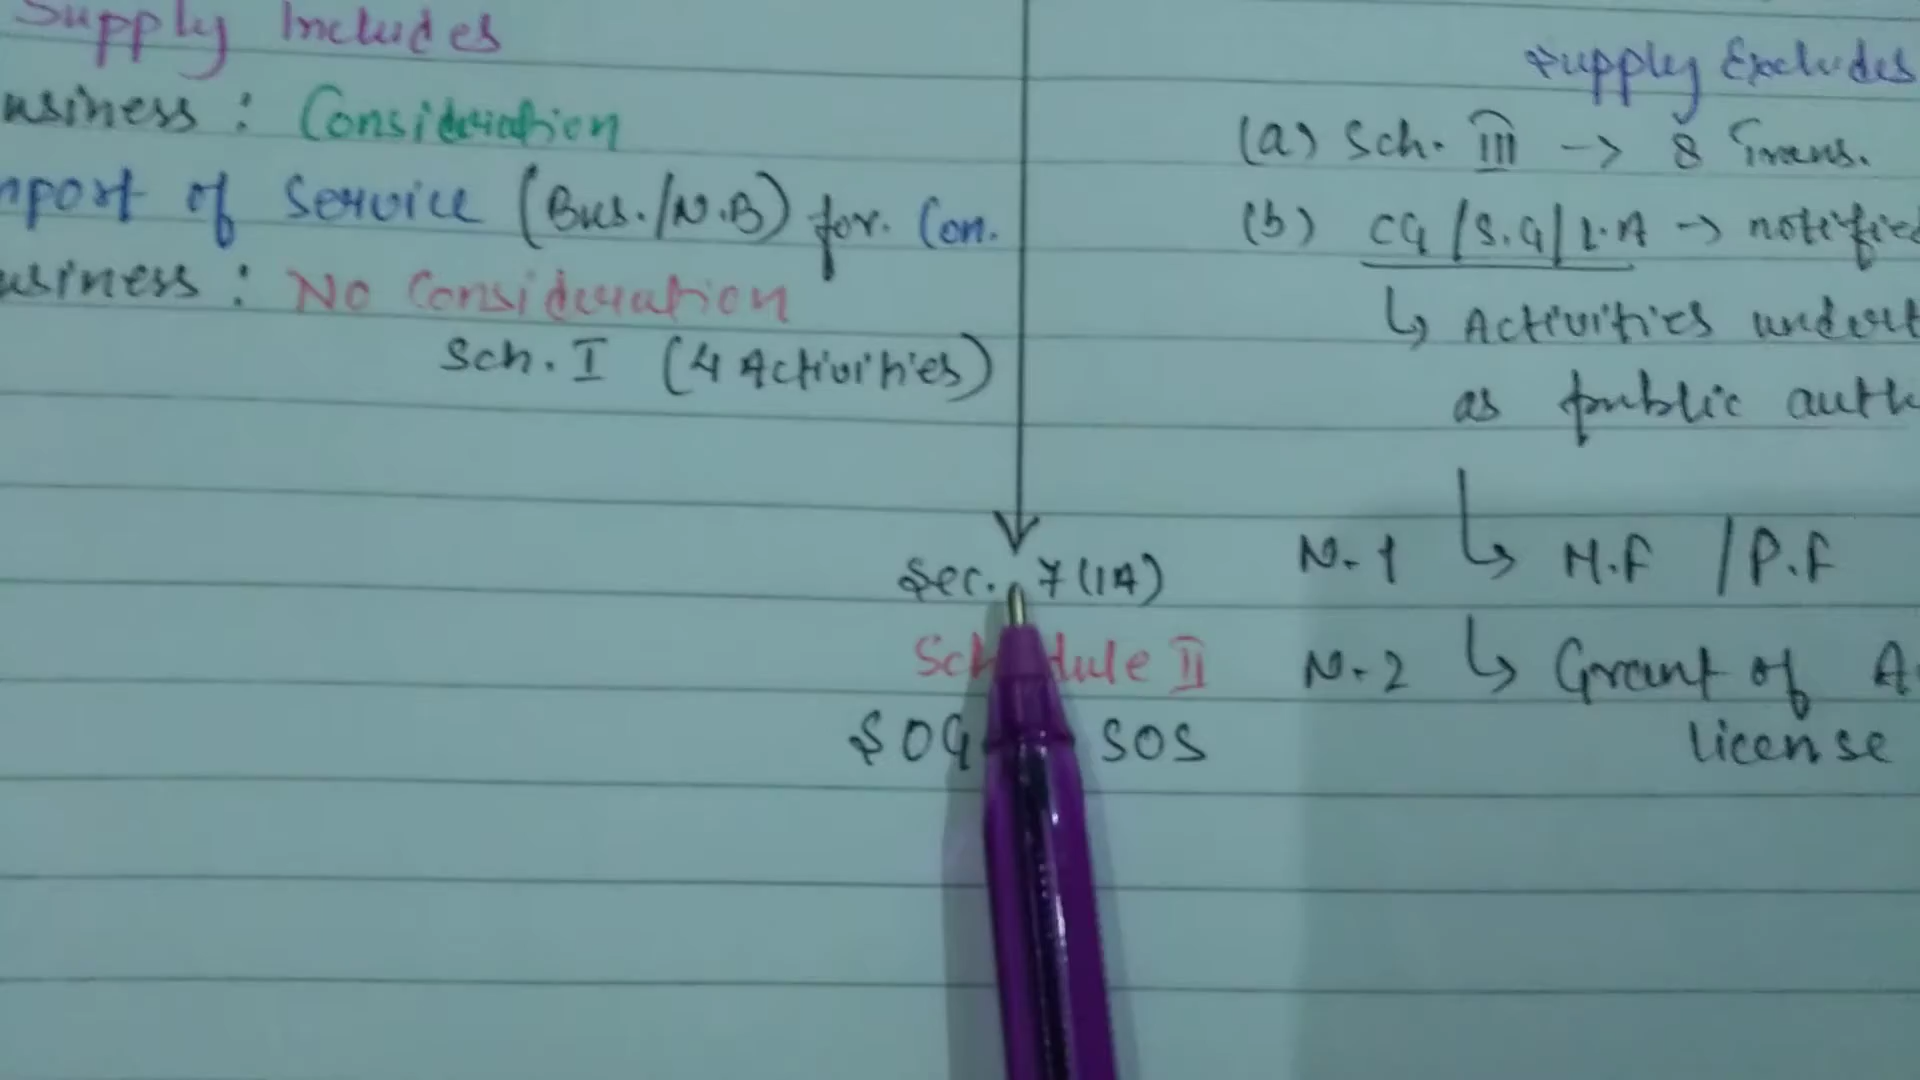 Supply Includes
usiness : Consideration
mport of Service (Bus./N.B) for. Con.
usiness : No Consideration
Sch. I (4 Activities)
Supply Excludes
(a) Sch. III -> 8 Trans.
(b) CG/S.G/L.A -> notified
↳ Activities undert
as public auth
N.1 ↳ M.F /P.F
N.2 ↳ Grant of A
license
Sec. 7(1A)
Schedule II
SOG SOS